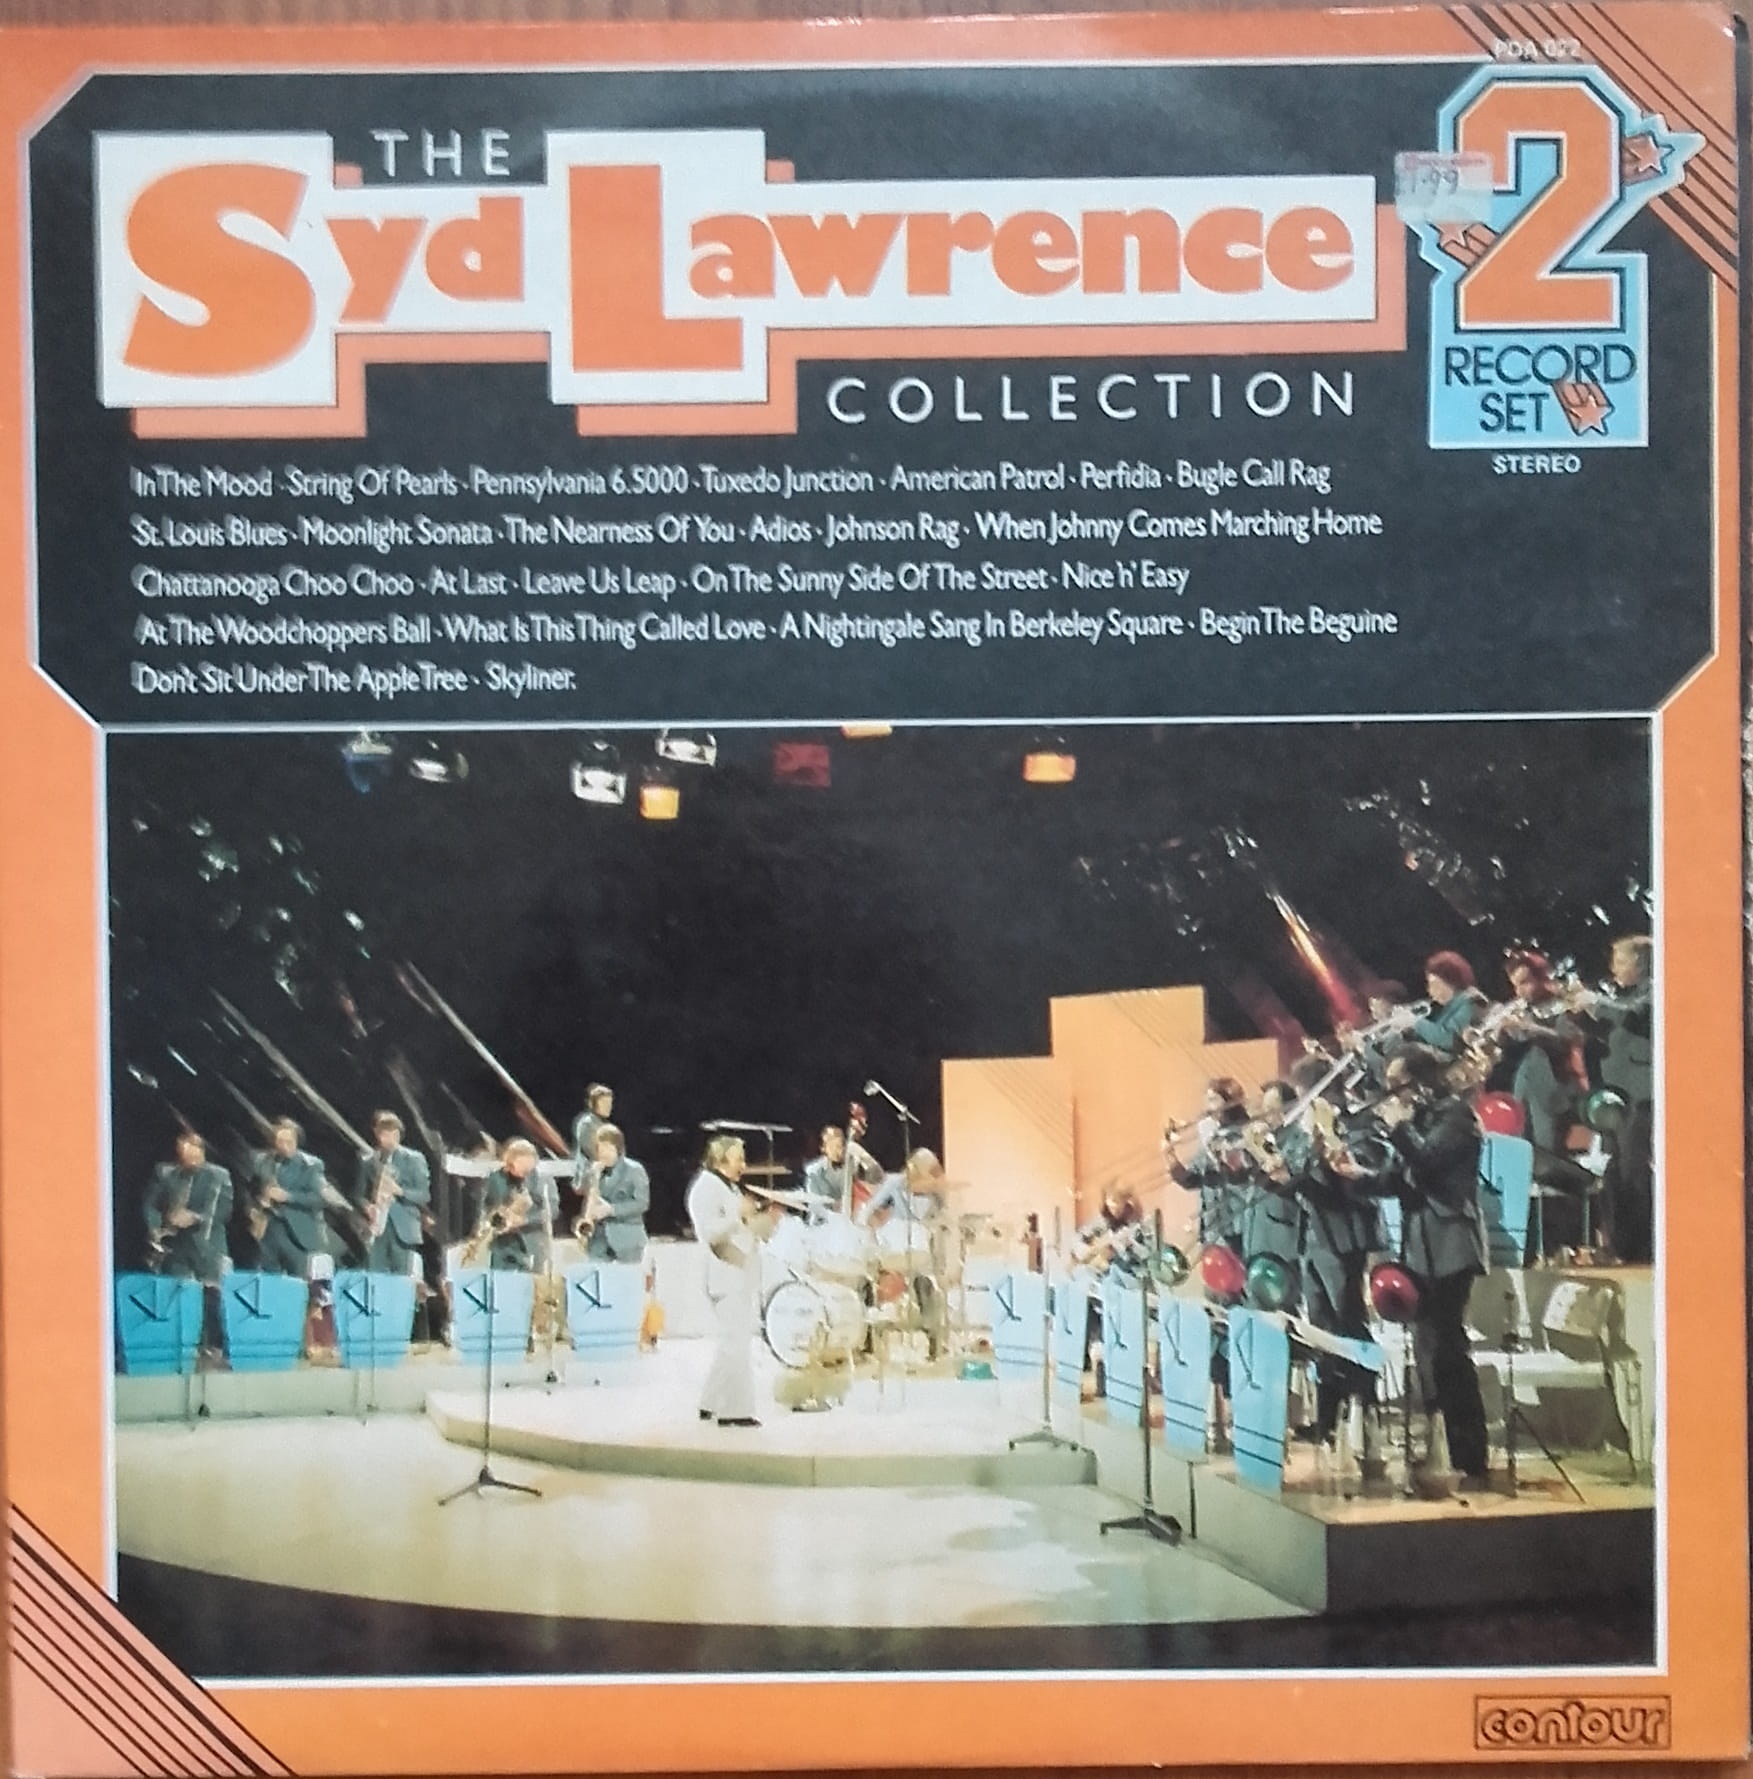 PDA 022
THE
Syd Lawrence
COLLECTION
2
RECORD
SET
STEREO
£1.99
In The Mood · String Of Pearls · Pennsylvania 6.5000 · Tuxedo Junction · American Patrol · Perfidia · Bugle Call Rag
St. Louis Blues · Moonlight Sonata · The Nearness Of You · Adios · Johnson Rag · When Johnny Comes Marching Home
Chattanooga Choo Choo · At Last · Leave Us Leap · On The Sunny Side Of The Street · Nice 'n' Easy
At The Woodchoppers Ball · What Is This Thing Called Love · A Nightingale Sang In Berkeley Square · Begin The Beguine
Don't Sit Under The Apple Tree · Skyliner.
contour